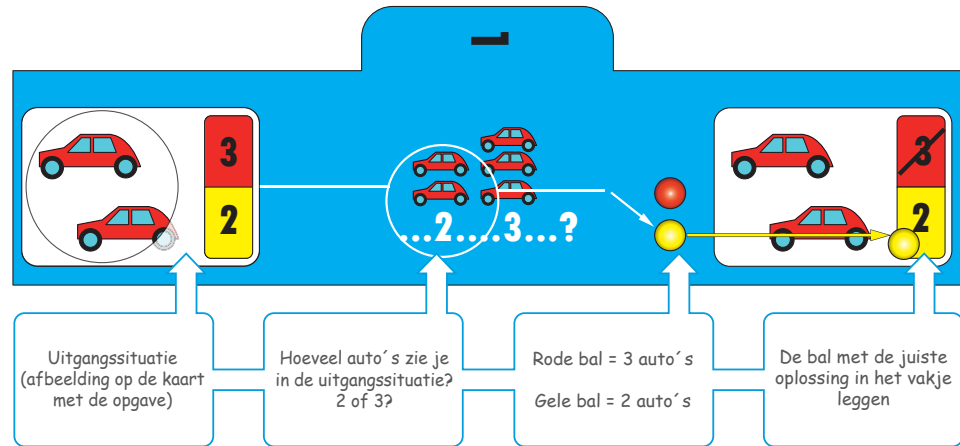 1
3
2
...2....3...?
3
2
Uitgangssituatie
(afbeelding op de kaart
met de opgave)
Hoeveel auto´s zie je
in de uitgangssituatie?
2 of 3?
Rode bal = 3 auto´s
Gele bal = 2 auto´s
De bal met de juiste
oplossing in het vakje
leggen